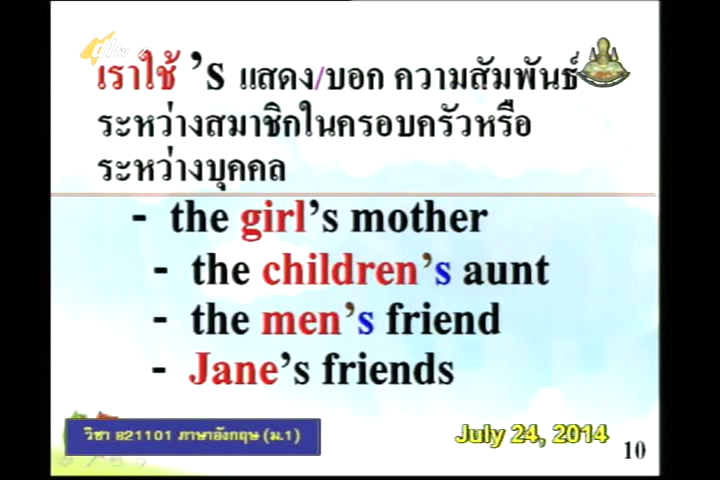 เราใช้ ’s แสดง/บอก ความสัมพันธ์
ระหว่างสมาชิกในครอบครัวหรือ
ระหว่างบุคคล
- the girl’s mother
- the children’s aunt
- the men’s friend
- Jane’s friends
วิชา อ21101 ภาษาอังกฤษ (ม.1)
July 24, 2014
10